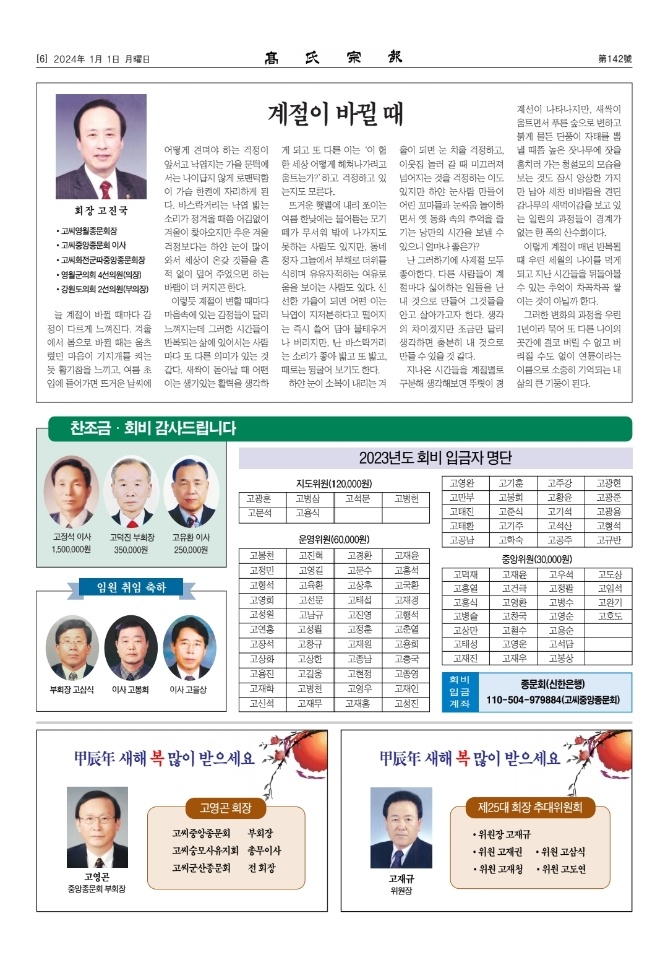 [6] 2024年 1月 1日 月曜日
高 氏 宗 報
第142號
계절이 바뀔 때
회장 고진국
• 고씨영월종문회장
• 고씨중앙종문회 이사
• 고씨화전군파중앙종문회장
• 영월군의회 4선의원(의장)
• 강원도의회 2선의원(부의장)
늘 계절이 바뀔 때마다 감
정이 다르게 느껴진다. 겨울
에서 봄으로 바뀔 때는 움츠
렸던 마음이 기지개를 켜는
듯 활기참을 느끼고, 여름 초
입에 들어가면 뜨거운 날씨에
어떻게 견뎌야 하는 걱정이
앞서고 낙엽지는 가을 문턱에
서는 나이답지 않게 로맨틱함
이 가슴 한켠에 자리하게 된
다. 바스락거리는 낙엽 밟는
소리가 정겨울 때쯤 어김없이
겨울이 찾아오지만 추운 겨울
걱정보다는 하얀 눈이 많이
와서 세상이 온갖 것들을 흔
적 없이 덮어 주었으면 하는
바램이 더 커지곤 한다.
이렇듯 계절이 변할 때마다
마음속에 있는 감정들이 달리
느껴지는데 그러한 시간들이
반복되는 삶에 있어서는 사람
마다 또 다른 의미가 있는 것
같다. 새싹이 돋아날 때 어떤
이는 생기있는 활력을 생각하
게 되고 또 다른 이는 '이 험
한 세상 어떻게 헤쳐나가려고
움트는가?' 하고 걱정하고 있
는지도 모른다.
뜨거운 햇볕에 내리 쪼이는
여름 한낮에는 들어틀는 모기
떼가 무서워 밖에 나가지도
못하는 사람도 있지만, 동네
정자 그늘에서 부채로 더위를
식히며 유유자적하는 여유로
움을 보이는 사람도 있다. 신
선한 가을이 되면 어떤 이는
낙엽이 지저분하다고 떨어지
는 즉시 쓸어 담아 불태우거
나 버리지만, 난 바스락거리
는 소리가 좋아 밟고 또 밟고,
때로는 뒹굴어 보기도 한다.
하얀 눈이 소복이 내리는 겨
울이 되면 눈 치울 걱정하고,
이웃집 놀러 갈 때 미끄러져
넘어지는 것을 걱정하는 이도
있지만 하얀 눈사람 만들어
어린 꼬마들과 눈싸움 놀이하
면서 옛 동화 속의 추억을 즐
기는 낭만의 시간을 보낼 수
있으니 얼마나 좋은가?
난 그러하기에 사계절 모두
좋아한다. 다른 사람들이 계
절마다 싫어하는 일들을 난
내 것으로 만들어 그것들을
안고 살아가고자 한다. 생각
의 차이겠지만 조금만 달리
생각하면 충분히 내 것으로
만들 수 있을 것 같다.
지나온 시간들을 계절별로
구분해 생각해보면 뚜렷이 경
계선이 나타나지만, 새싹이
움트면서 푸른 숲으로 변하고
붉게 물든 단풍이 자태를 뽐
낼 때쯤 높은 잣나무에 잣을
훔치러 가는 청설모의 모습을
보는 것도 잠시 앙상한 가지
만 남아 세찬 비바람을 견딘
감나무의 새벽이감을 보고 있
는 일련의 과정들이 경계가
없는 한 폭의 산수화이다.
이렇게 계절이 매년 반복될
때 우린 세월의 나이를 먹게
되고 지난 시간들을 뒤돌아볼
수 있는 추억이 차곡차곡 쌓
이는 것이 아닐까 한다.
그러한 변화의 과정을 우린
1년이라 묶어 또 다른 나이의
곳간에 결코 버릴 수 없고 버
려질 수도 없이 연륜이라는
이름으로 소중히 기억되는 내
삶의 큰 기둥이 된다.
찬조금 · 회비 감사드립니다
고정석 이사 고덕진 부회장 고유환 이사
1,500,000원 350,000원 250,000원
임원 취임 축하
부회장 고삼식 이사 고봉희 이사 고을상
2023년도 회비 입금자 명단
지도위원(120,000원)
고광훈 고병삼 고석문 고병헌
고문석 고용식
운영위원(60,000원)
고봉천 고진혁 고경환 고재윤
고정민 고영길 고문수 고흥석
고형석 고육환 고상후 고국환
고영희 고선문 고태섭 고재경
고성원 고남규 고진영 고행석
고연홍 고성필 고정훈 고춘열
고장석 고창규 고재원 고용희
고상화 고상한 고종남 고흥국
고용진 고길웅 고현정 고종영
고재학 고병천 고영우 고재인
고신석 고재무 고재홍 고성진
고영완 고기훈 고주강 고광현
고만부 고봉희 고황윤 고광준
고태진 고준식 고기석 고광용
고태환 고기주 고석산 고형석
고공남 고학숙 고공주 고규반
중앙위원(30,000원)
고덕재 고재윤 고우석 고도상
고흥열 고건극 고정필 고임석
고홍식 고영환 고병수 고완기
고병슬 고찬국 고영순 고호도
고상만 고월수 고용순
고태성 고영운 고석담
고재진 고재우 고봉상
회비
입금
계좌
종문회(신한은행)
110-504-979884(고씨중앙종문회)
甲辰年 새해 복 많이 받으세요
고영곤 회장
고씨중앙종문회 부회장
고씨숭모사유지회 총무이사
고씨군산종문회 전 회장
고영곤
중앙종문회 부회장
甲辰年 새해 복 많이 받으세요
제25대 회장 추대위원회
• 위원장 고재규
• 위원 고재권 • 위원 고삼식
• 위원 고재청 • 위원 고도연
고재규
위원장